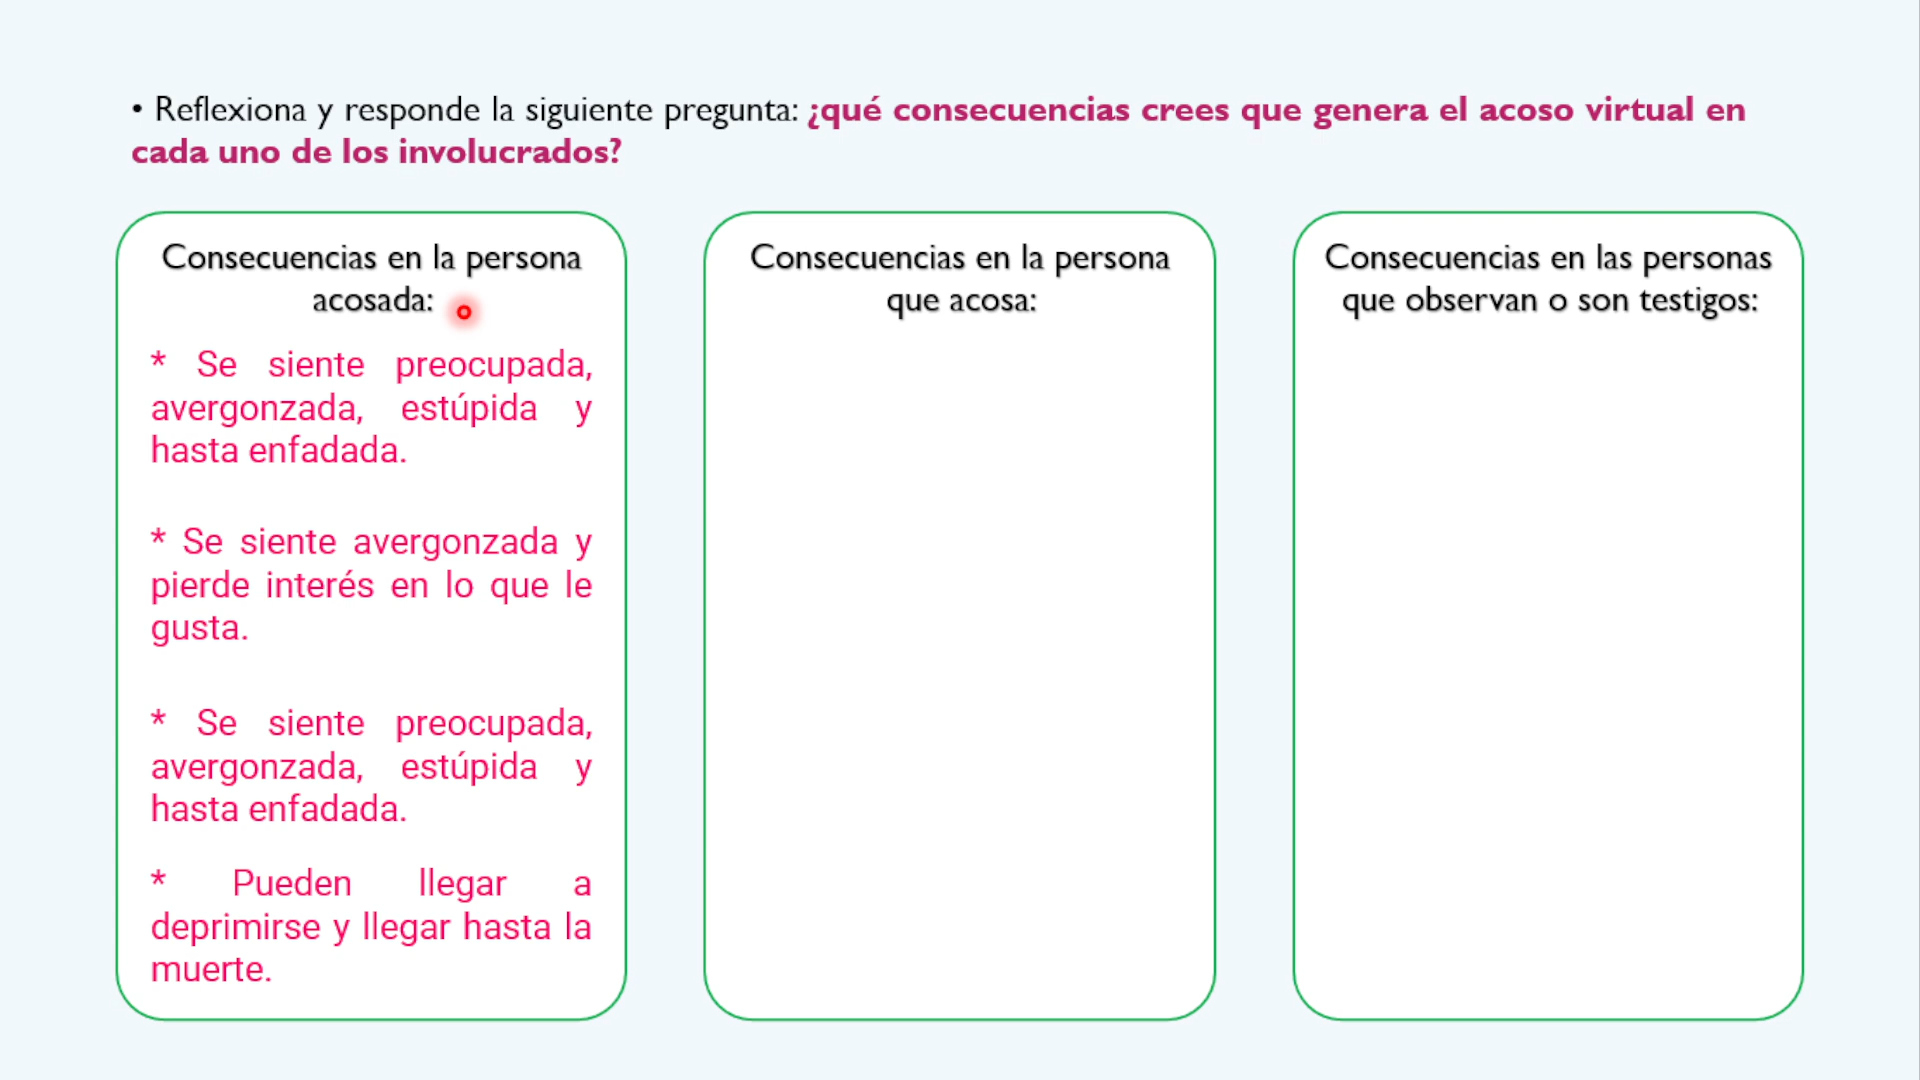 • Reflexiona y responde la siguiente pregunta: ¿qué consecuencias crees que genera el acoso virtual en
cada uno de los involucrados?
Consecuencias en la persona
acosada:
* Se siente preocupada,
avergonzada, estúpida y
hasta enfadada.
* Se siente avergonzada y
pierde interés en lo que le
gusta.
* Se siente preocupada,
avergonzada, estúpida y
hasta enfadada.
* Pueden llegar a
deprimirse y llegar hasta la
muerte.
Consecuencias en la persona
que acosa:
Consecuencias en las personas
que observan o son testigos: